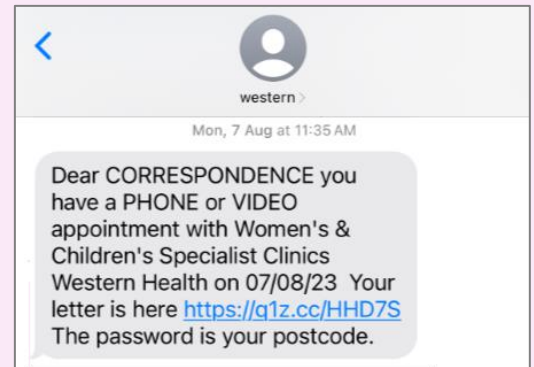 western >
Mon, 7 Aug at 11:35 AM
Dear CORRESPONDENCE you
have a PHONE or VIDEO
appointment with Women's &
Children's Specialist Clinics
Western Health on 07/08/23  Your
letter is here https://q1z.cc/HHD7S
The password is your postcode.